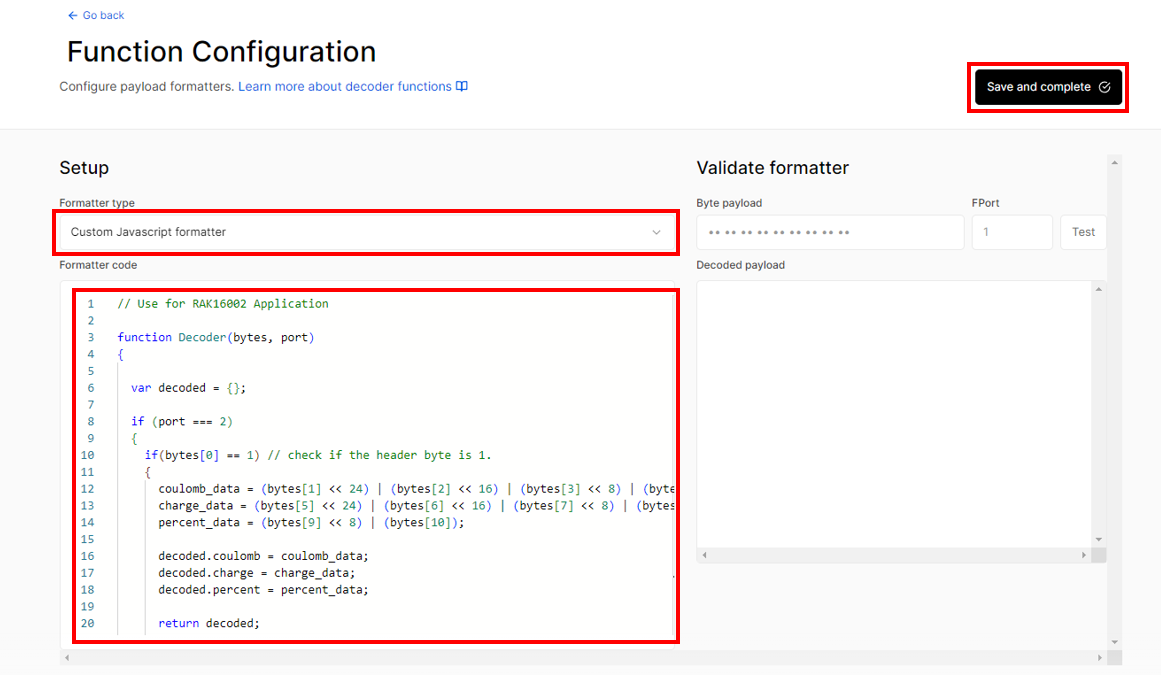 Go back
Function Configuration
Configure payload formatters. Learn more about decoder functions
Save and complete
Setup
Formatter type
Custom Javascript formatter
Formatter code
1 // Use for RAK16002 Application
2
3 function Decoder(bytes, port)
4 {
5
6 var decoded = {};
7
8 if (port === 2)
9 {
10 if(bytes[0] == 1) // check if the header byte is 1.
11 {
12 coulomb_data = (bytes[1] << 24) | (bytes[2] << 16) | (bytes[3] << 8) | (byte
13 charge_data = (bytes[5] << 24) | (bytes[6] << 16) | (bytes[7] << 8) | (bytes
14 percent_data = (bytes[9] << 8) | (bytes[10]);
15
16 decoded.coulomb = coulomb_data;
17 decoded.charge = charge_data;
18 decoded.percent = percent_data;
19
20 return decoded;
Validate formatter
Byte payload
FPort
•• •• •• •• •• •• •• •• ••
1
Test
Decoded payload